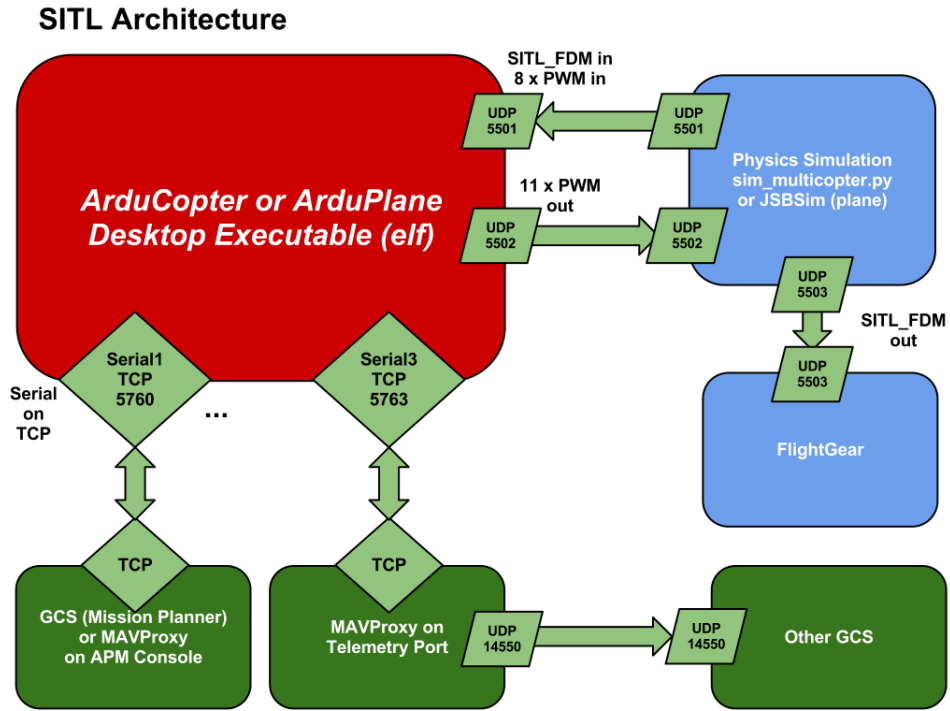 SITL Architecture
SITL_FDM in
8 x PWM in
UDP
5501
UDP
5501
Physics Simulation
sim_multicopter.py
or JSBSim (plane)
ArduCopter or ArduPlane
Desktop Executable (elf)
11 x PWM
out
UDP
5502
UDP
5502
UDP
5503
SITL_FDM
out
UDP
5503
FlightGear
Serial1
TCP
5760
Serial
on
TCP
...
Serial3
TCP
5763
TCP
GCS (Mission Planner)
or MAVProxy
on APM Console
TCP
MAVProxy on
Telemetry Port
UDP
14550
UDP
14550
Other GCS